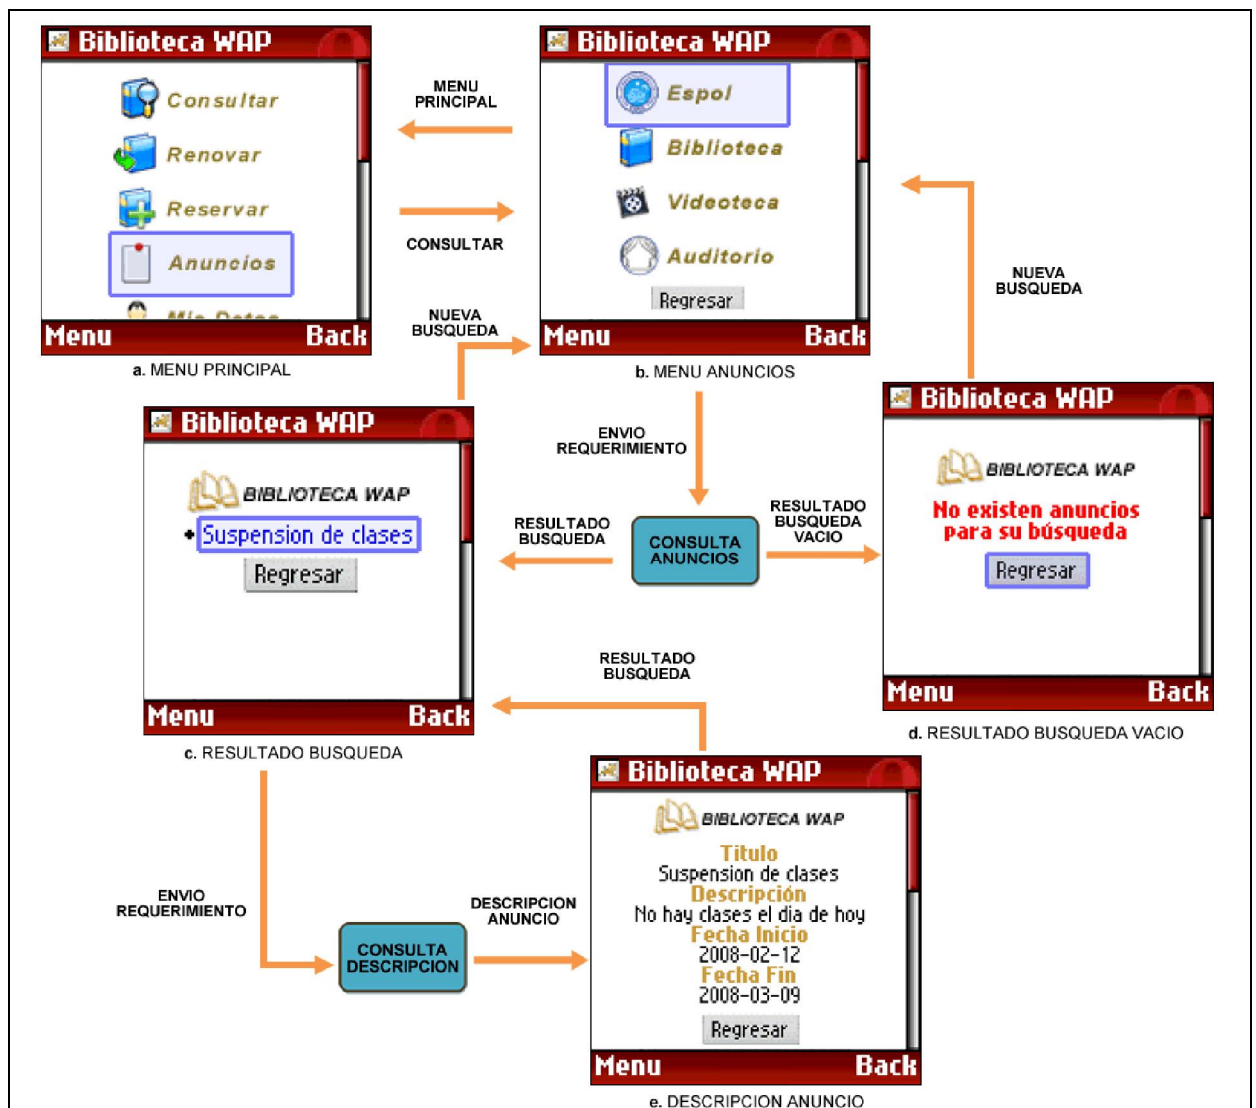 Biblioteca WAP
Consultar
Renovar
Reservar
Anuncios
Mis Datos
Menu Back
a. MENU PRINCIPAL
MENU
PRINCIPAL
CONSULTAR
Biblioteca WAP
Espol
Biblioteca
Videoteca
Auditorio
Regresar
Menu Back
b. MENU ANUNCIOS
NUEVA
BUSQUEDA
NUEVA
BUSQUEDA
ENVIO
REQUERIMIENTO
Biblioteca WAP
BIBLIOTECA WAP
Suspension de clases
Regresar
Menu Back
c. RESULTADO BUSQUEDA
RESULTADO
BUSQUEDA
CONSULTA
ANUNCIOS
RESULTADO
BUSQUEDA
VACIO
Biblioteca WAP
BIBLIOTECA WAP
No existen anuncios
para su búsqueda
Regresar
Menu Back
d. RESULTADO BUSQUEDA VACIO
RESULTADO
BUSQUEDA
ENVIO
REQUERIMIENTO
CONSULTA
DESCRIPCION
DESCRIPCION
ANUNCIO
Biblioteca WAP
BIBLIOTECA WAP
Titulo
Suspension de clases
Descripción
No hay clases el dia de hoy
Fecha Inicio
2008-02-12
Fecha Fin
2008-03-09
Regresar
Menu Back
e. DESCRIPCION ANUNCIO